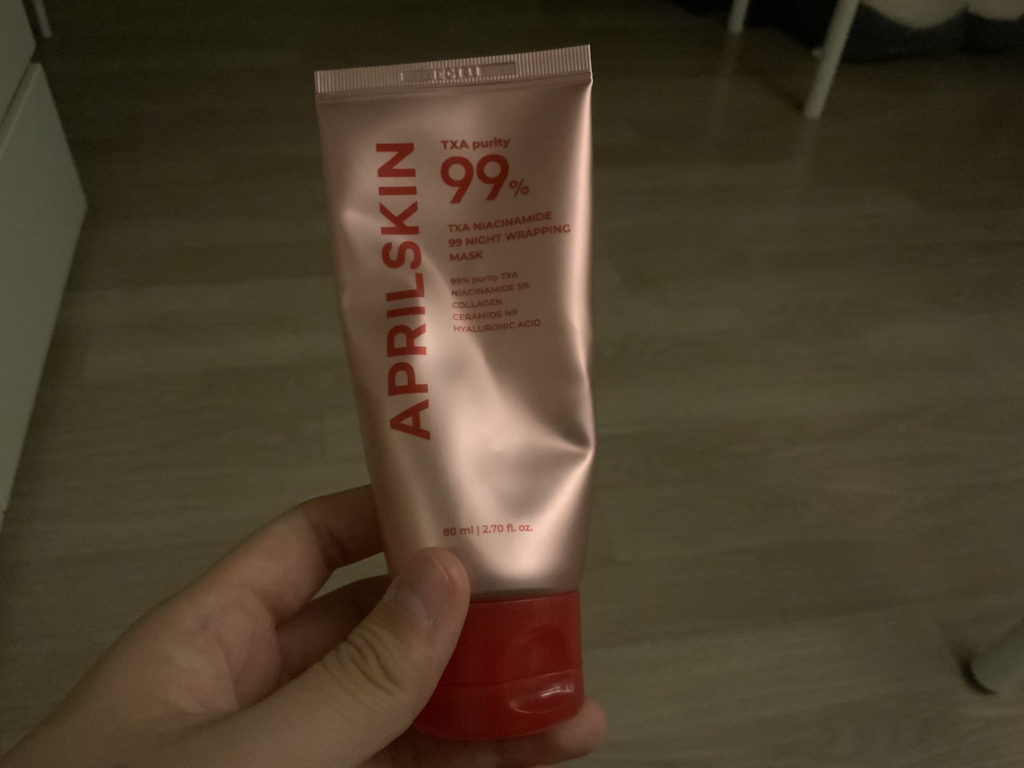 APRILSKIN
TXA purity
99%
TXA NIACINAMIDE
99 NIGHT WRAPPING
MASK
99% purity TXA
NIACINAMIDE 5%
COLLAGEN
CERAMIDE NP
HYALURONIC ACID
80 ml | 2.70 fl. oz.